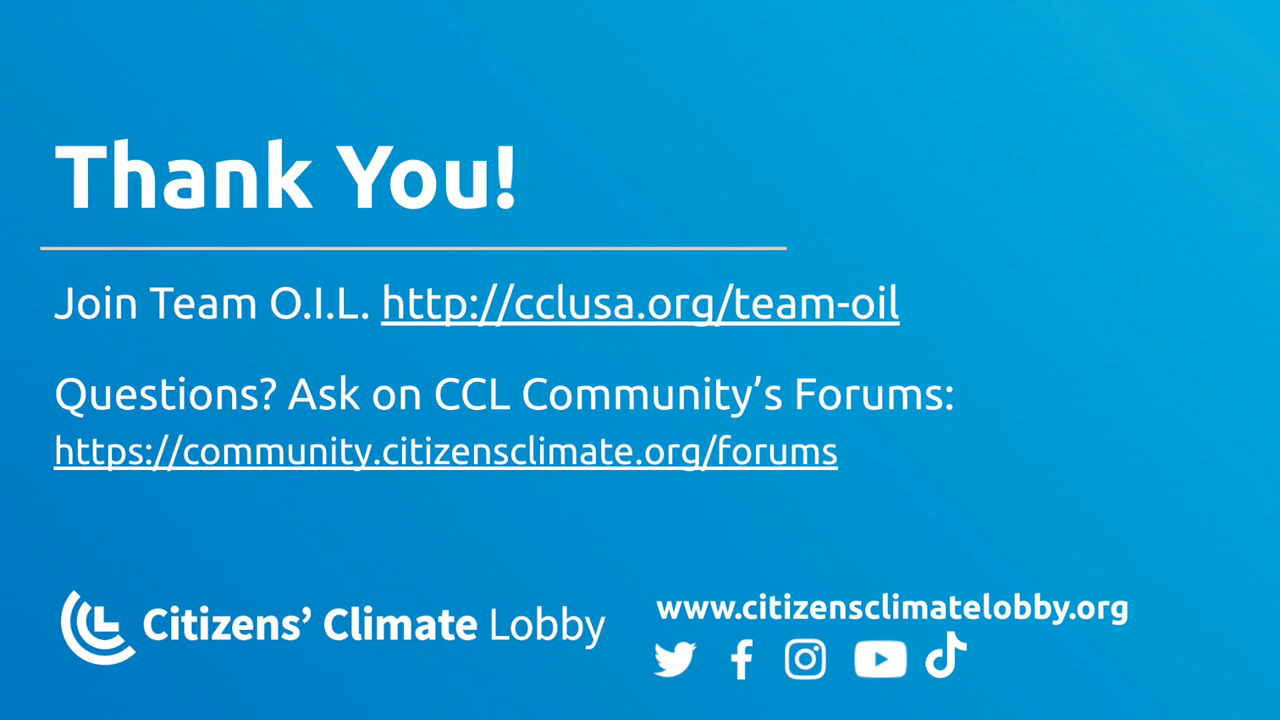 Thank You!
Join Team O.I.L. http://cclusa.org/team-oil
Questions? Ask on CCL Community’s Forums:
https://community.citizensclimate.org/forums
Citizens’ Climate Lobby
www.citizensclimatelobby.org